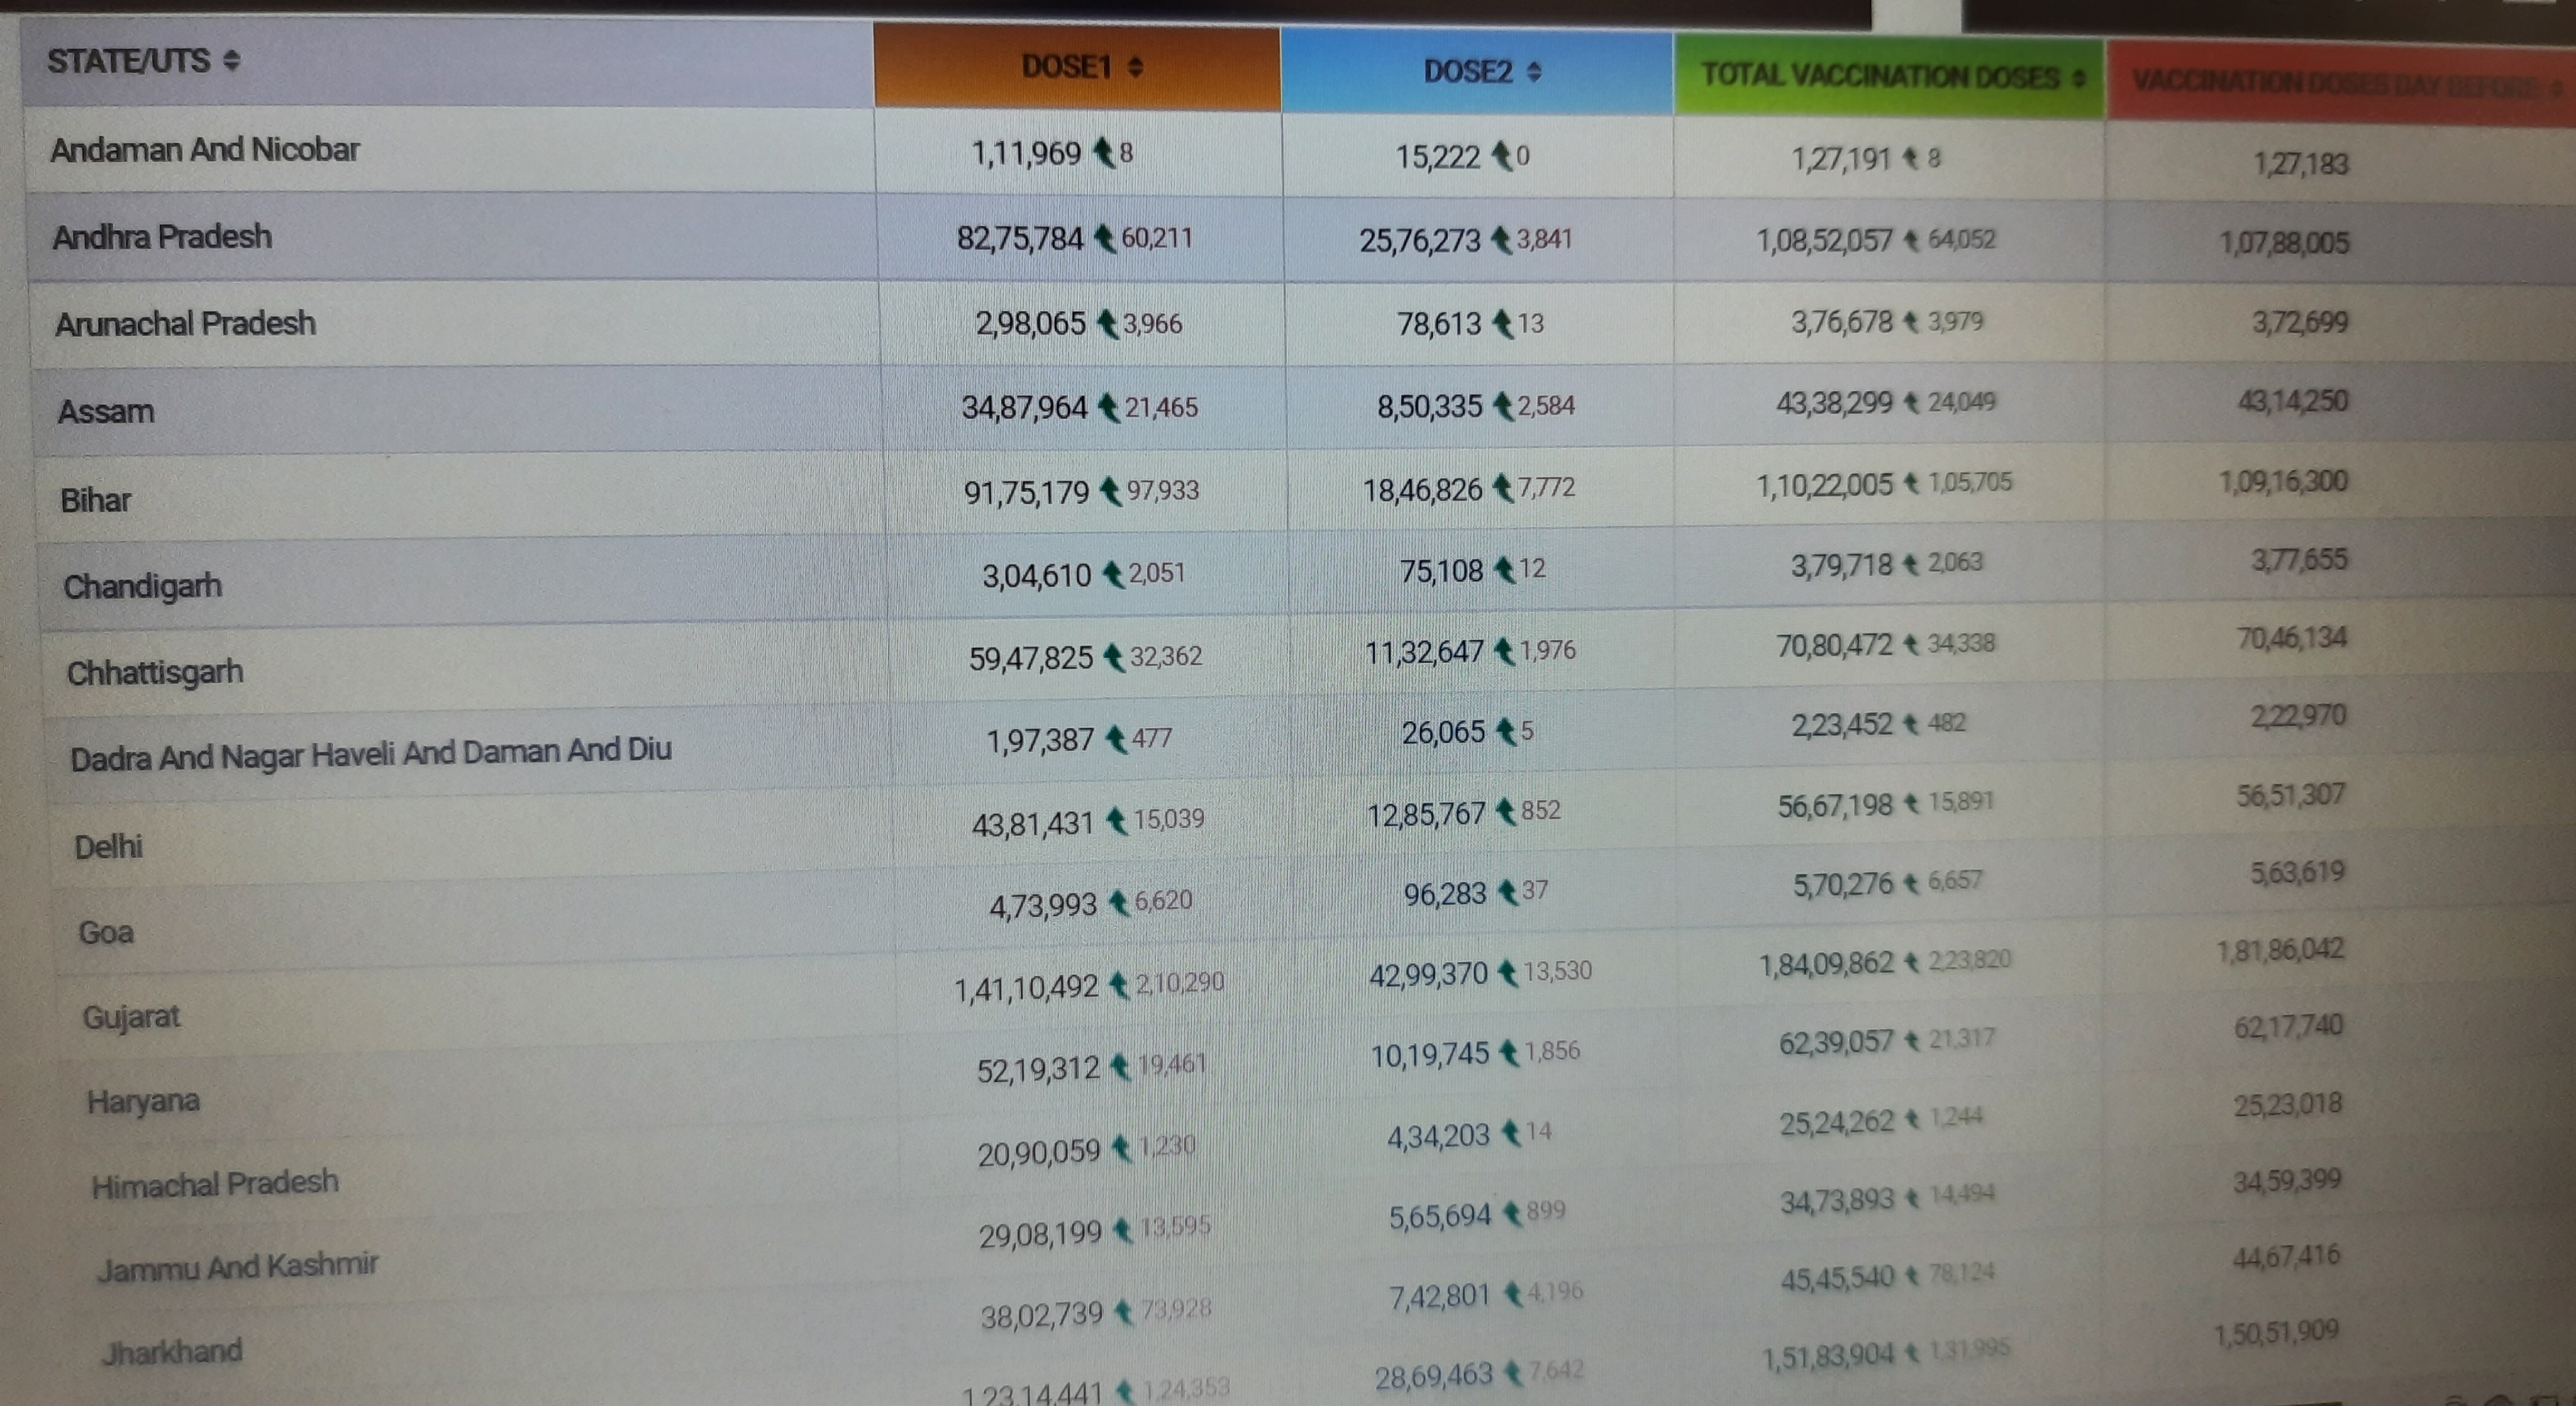 STATE/UTS DOSE1 DOSE2 TOTAL VACCINATION DOSES VACCINATION DOSES DAY BEFORE
Andaman And Nicobar 1,11,969 8 15,222 0 1,27,191 8 1,27,183
Andhra Pradesh 82,75,784 60,211 25,76,273 3,841 1,08,52,057 64,052 1,07,88,005
Arunachal Pradesh 2,98,065 3,966 78,613 13 3,76,678 3,979 3,72,699
Assam 34,87,964 21,465 8,50,335 2,584 43,38,299 24,049 43,14,250
Bihar 91,75,179 97,933 18,46,826 7,772 1,10,22,005 1,05,705 1,09,16,300
Chandigarh 3,04,610 2,051 75,108 12 3,79,718 2,063 3,77,655
Chhattisgarh 59,47,825 32,362 11,32,647 1,976 70,80,472 34,338 70,46,134
Dadra And Nagar Haveli And Daman And Diu 1,97,387 477 26,065 5 2,23,452 482 2,22,970
Delhi 43,81,431 15,039 12,85,767 852 56,67,198 15,891 56,51,307
Goa 4,73,993 6,620 96,283 37 5,70,276 6,657 5,63,619
Gujarat 1,41,10,492 2,10,290 42,99,370 13,530 1,84,09,862 2,23,820 1,81,86,042
Haryana 52,19,312 19,461 10,19,745 1,856 62,39,057 21,317 62,17,740
Himachal Pradesh 20,90,059 1,230 4,34,203 14 25,24,262 1,244 25,23,018
Jammu And Kashmir 29,08,199 13,595 5,65,694 899 34,73,893 14,494 34,59,399
Jharkhand 38,02,739 73,928 7,42,801 4,196 45,45,540 78,124 44,67,416
1,23,14,441 1,24,353 28,69,463 7,642 1,51,83,904 1,31,995 1,50,51,909